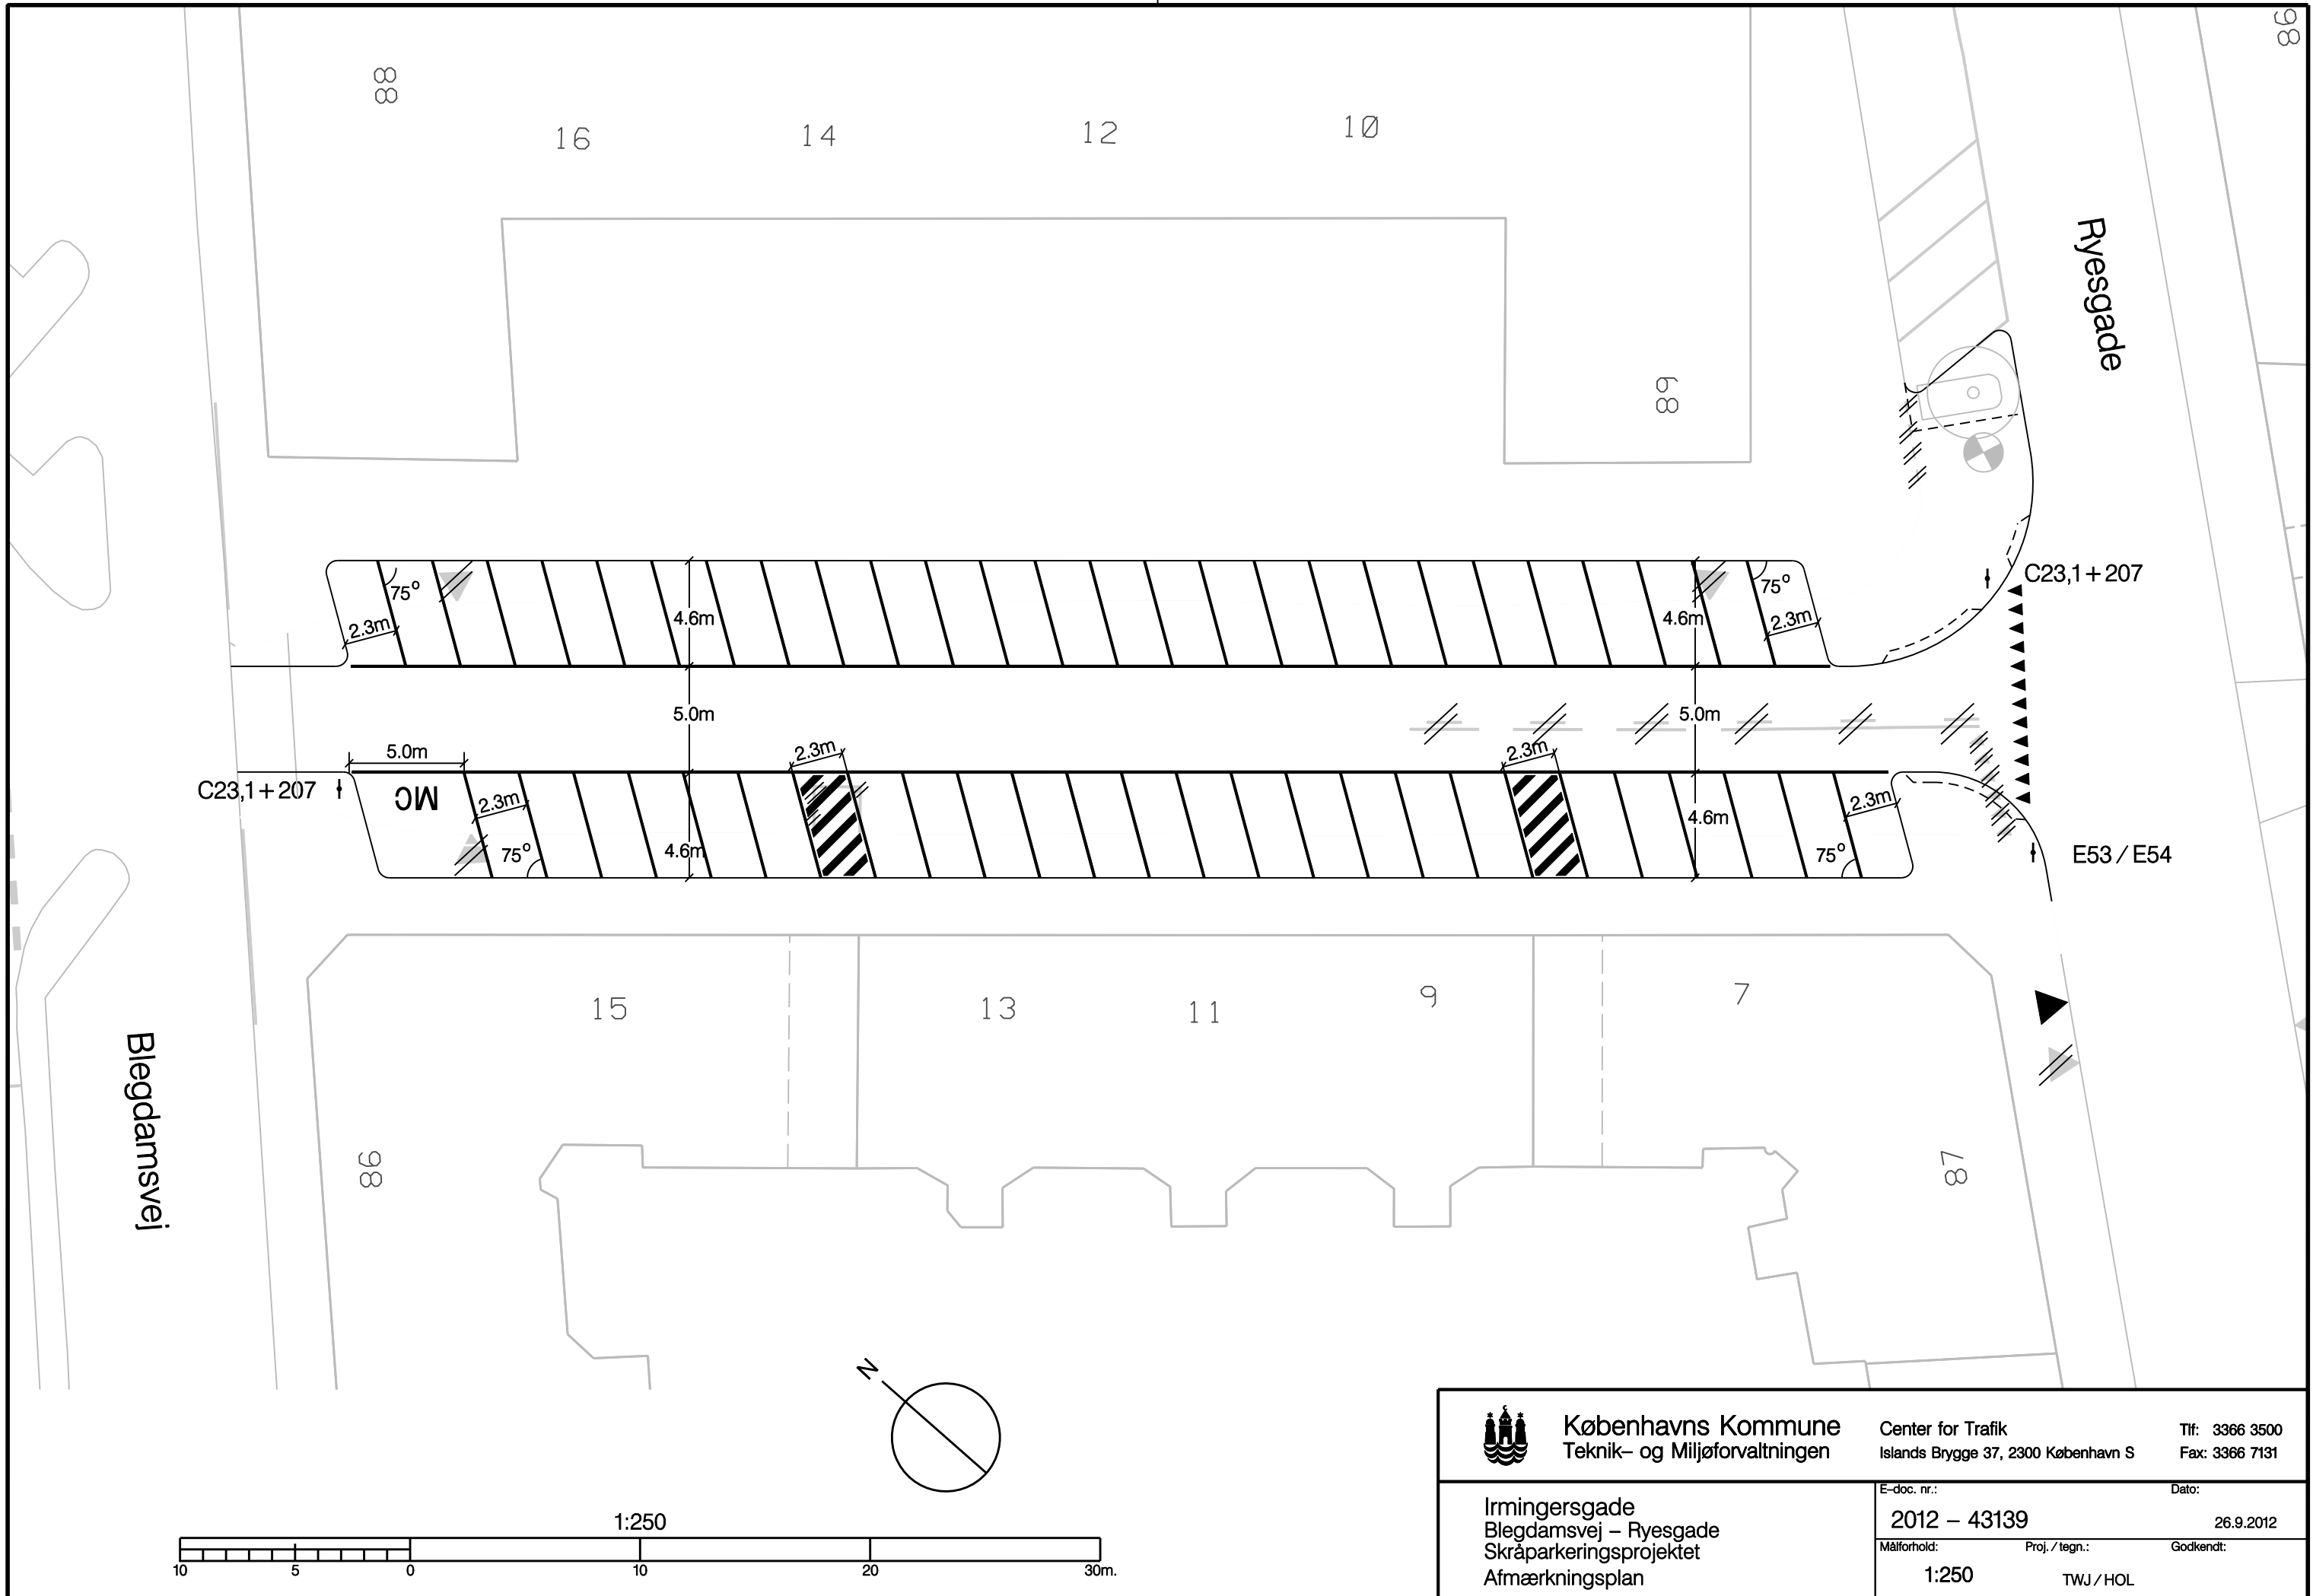 88
98
16
14
12
10
89
Ryesgade
75°
2.3m
4.6m
4.6m
75°
2.3m
C23,1+207
5.0m
5.0m
5.0m
2.3m
2.3m
C23,1+207
MC
2.3m
75°
4.6m
4.6m
2.3m
75°
E53/E54
15
13
11
9
7
Blegdamsvej
86
87
N
1:250
10 5 0 10 20 30m.
Københavns Kommune
Teknik- og Miljøforvaltningen
Center for Trafik
Islands Brygge 37, 2300 København S
Tlf: 3366 3500
Fax: 3366 7131
Irmingersgade
Blegdamsvej – Ryesgade
Skråparkeringsprojektet
Afmærkningsplan
E-doc. nr.:
2012 – 43139
Dato:
26.9.2012
Målforhold:
1:250
Proj./tegn.:
TWJ/HOL
Godkendt: